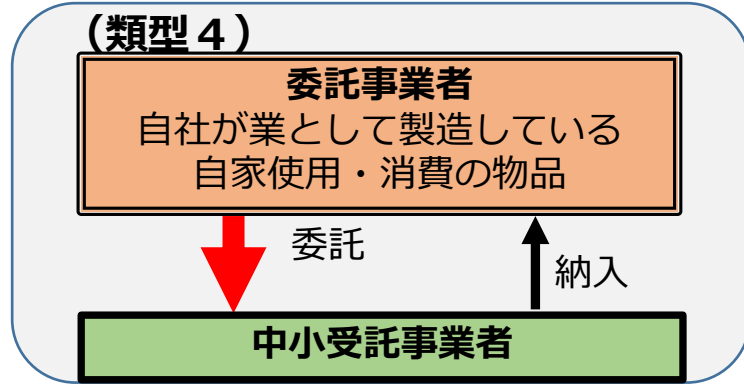 （類型４）
委託事業者
自社が業として製造している
自家使用・消費の物品
委託
納入
中小受託事業者